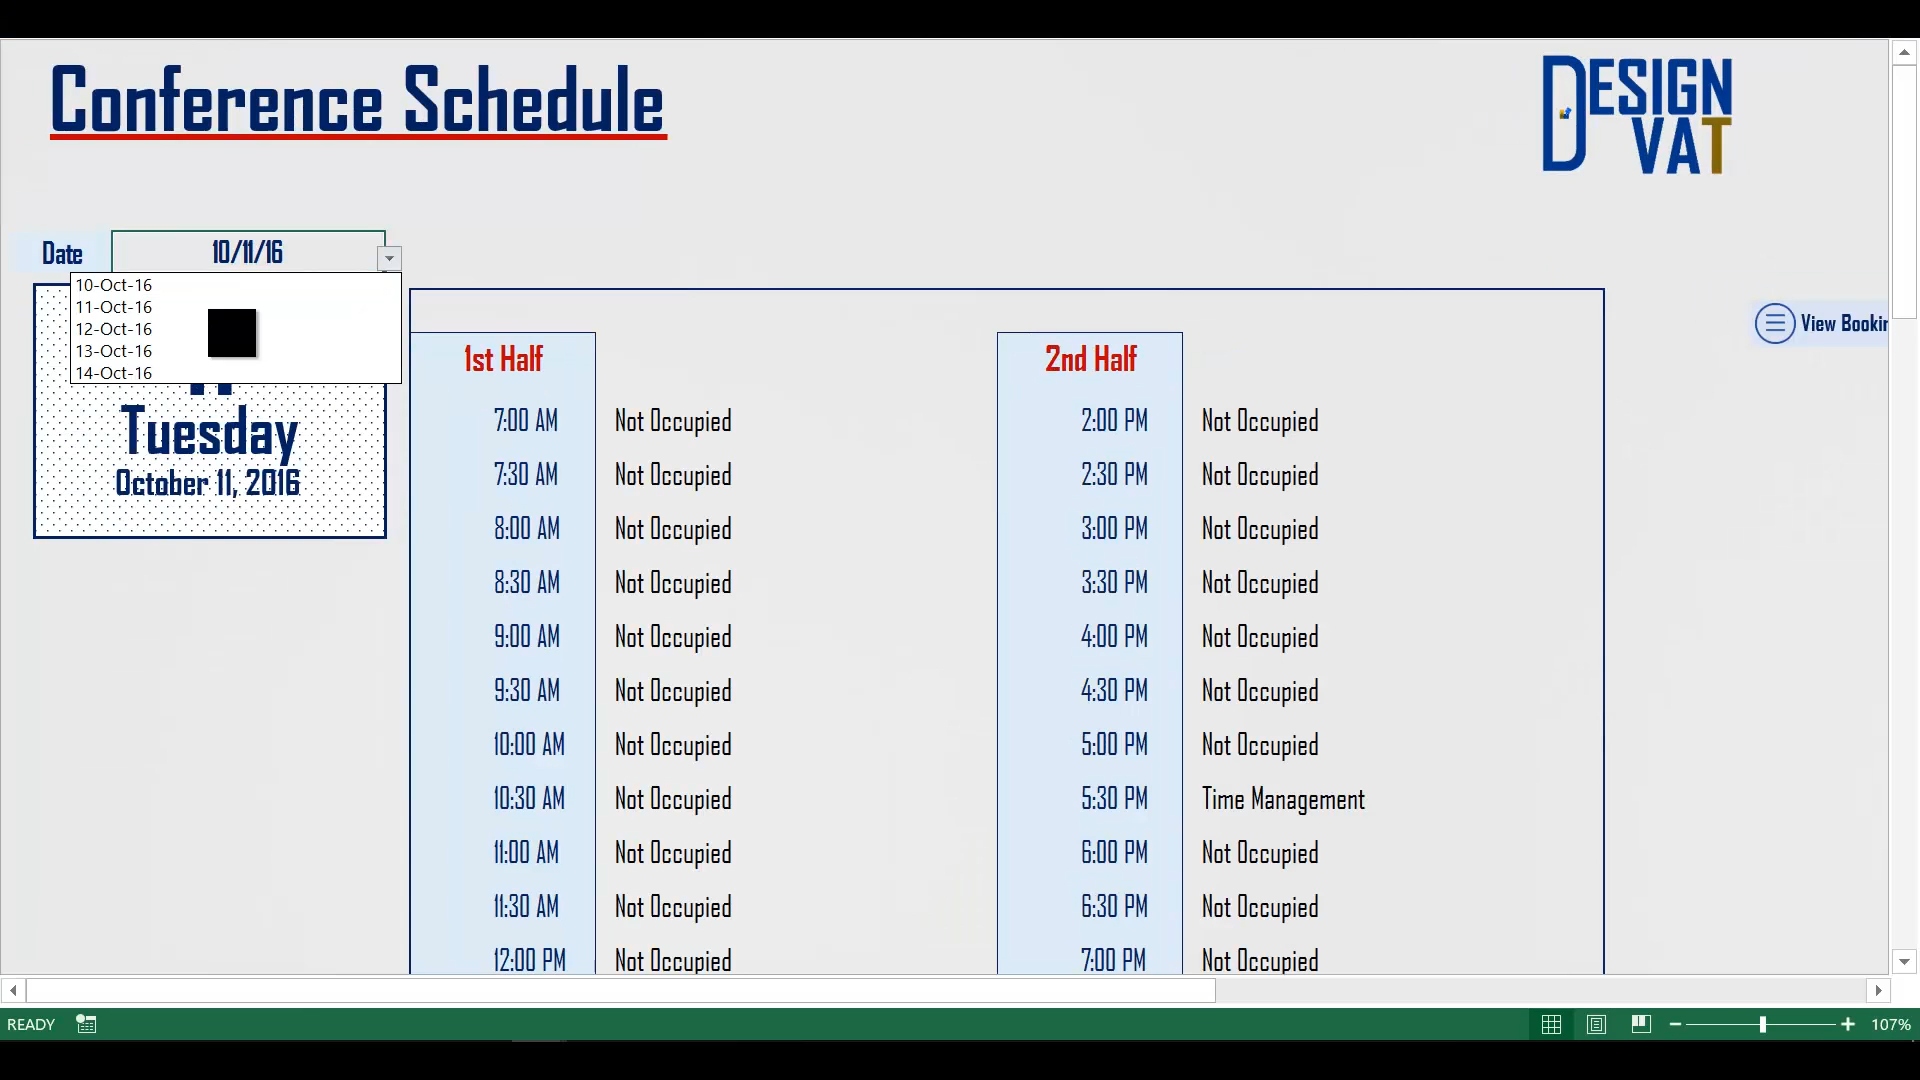 Conference Schedule
DESIGN
VAT
Date
10/11/16
10-Oct-16
11-Oct-16
12-Oct-16
13-Oct-16
14-Oct-16
Tuesday
October 11, 2016
View Bookin
1st Half
2nd Half
7:00 AM Not Occupied 2:00 PM Not Occupied
7:30 AM Not Occupied 2:30 PM Not Occupied
8:00 AM Not Occupied 3:00 PM Not Occupied
8:30 AM Not Occupied 3:30 PM Not Occupied
9:00 AM Not Occupied 4:00 PM Not Occupied
9:30 AM Not Occupied 4:30 PM Not Occupied
10:00 AM Not Occupied 5:00 PM Not Occupied
10:30 AM Not Occupied 5:30 PM Time Management
11:00 AM Not Occupied 6:00 PM Not Occupied
11:30 AM Not Occupied 6:30 PM Not Occupied
12:00 PM Not Occupied 7:00 PM Not Occupied
READY
107%